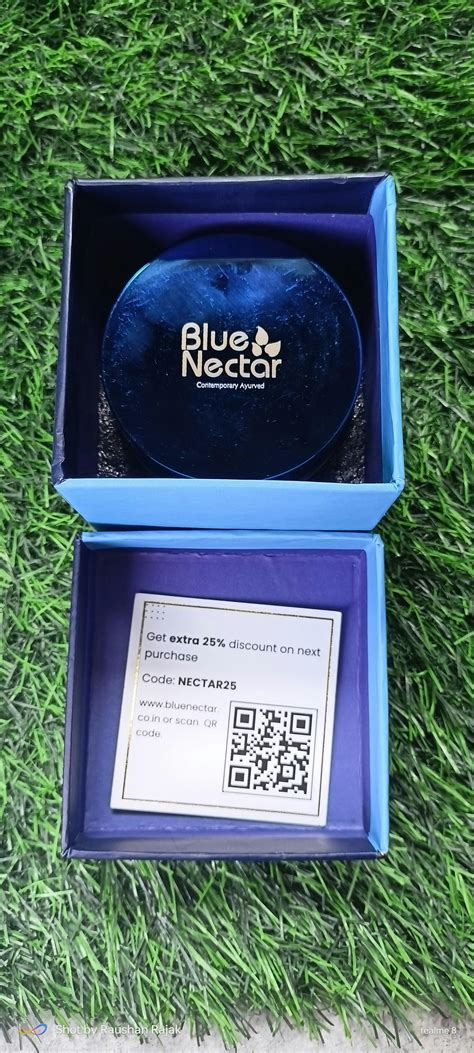 Blue
Nectar
Contemporary Ayurved
Get extra 25% discount on next
purchase
Code: NECTAR25
www.bluenectar.
co.in or scan QR
code.
Shot by Raushan Rajak
realme 8